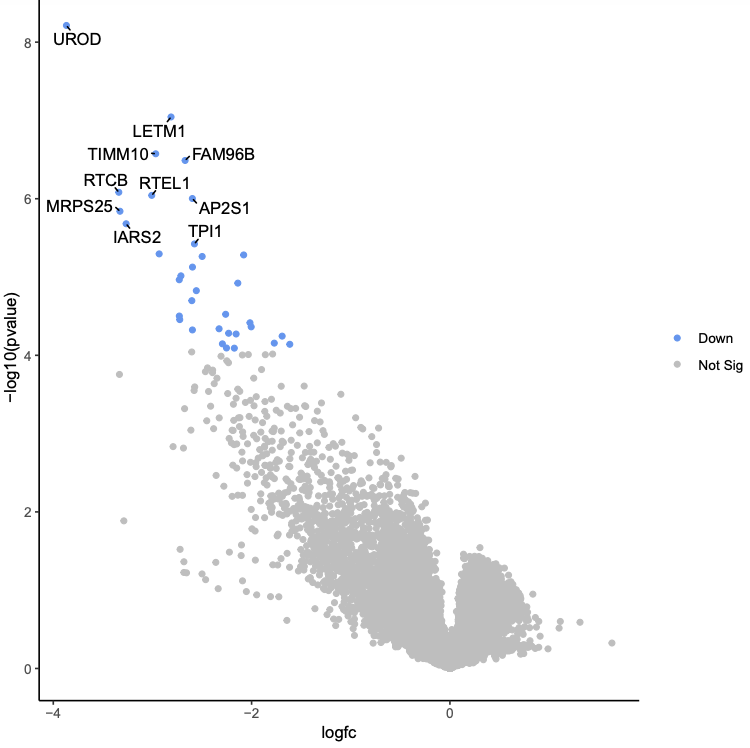 UROD
8
LETM1
TIMM10
FAM96B
RTCB
RTEL1
6
MRPS25
AP2S1
IARS2
TPI1
−log10(pvalue)
Down
4
Not Sig
2
0
−4
−2
0
logfc